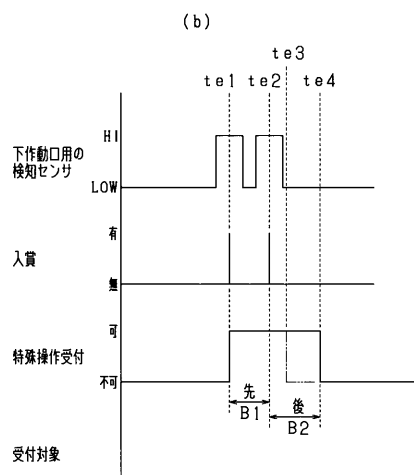 (b)
te3
te1 te2 te4
HI
下作動口用の
検知センサ
LOW
有
入賞
無
可
特殊操作受付
不可
先 後
B1 B2
受付対象